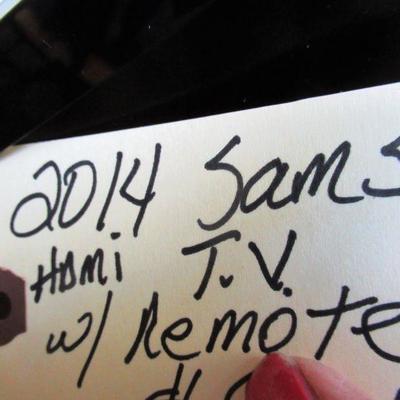 2014 Sams
HDMi T.V.
w/ Remote